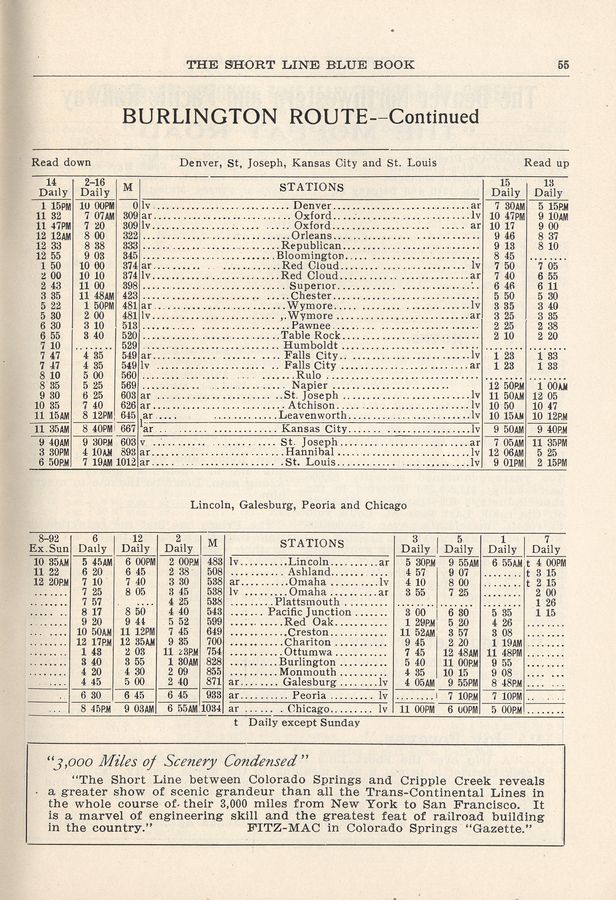 THE SHORT LINE BLUE BOOK 55
BURLINGTON ROUTE--Continued
Read down Denver, St, Joseph, Kansas City and St. Louis Read up
14 Daily 2-16 Daily M STATIONS 15 Daily 13 Daily
1 15PM 10 00PM 0 lv Denver ar 7 30AM 5 15PM
11 32 7 07AM 309 ar Oxford lv 10 47PM 9 10AM
11 47PM 7 20 309 lv Oxford ar 10 17 9 00
12 12AM 8 00 322 Orleans 9 46 8 37
12 33 8 38 333 Republican 9 13 8 10
12 55 9 03 345 Bloomington 8 45
1 50 10 00 374 ar Red Cloud lv 7 50 7 05
2 00 10 10 374 lv Red Cloud ar 7 40 6 55
2 43 11 00 398 Superior 6 46 6 11
3 35 11 48AM 423 Chester 5 50 5 30
5 22 1 50PM 481 ar Wymore lv 3 35 3 40
5 30 2 00 481 lv Wymore ar 3 25 3 35
6 30 3 10 513 Pawnee 2 25 2 38
6 55 3 40 520 Table Rock 2 10 2 20
7 10 529 Humboldt
7 47 4 35 549 ar Falls City lv 1 23 1 33
7 47 4 35 549 lv Falls City ar 1 23 1 33
8 10 5 00 560 Rulo
8 35 5 25 569 Napier 12 50PM 1 00AM
9 30 6 25 603 ar St. Joseph lv 11 50AM 12 05
10 35 7 40 626 ar Atchison lv 10 50 10 47
11 15AM 8 12PM 645 ar Leavenworth lv 10 15AM 10 12PM
11 35AM 8 40PM 667 ar Kansas City lv 9 50AM 9 40PM
9 40AM 9 30PM 603 v St. Joseph ar 7 05AM 11 35PM
3 30PM 4 10AM 893 ar Hannibal lv 12 06AM 5 25
6 50PM 7 19AM 1012 ar St. Louis lv 9 01PM 2 15PM
Lincoln, Galesburg, Peoria and Chicago
8-92 Ex.Sun 6 Daily 12 Daily 2 Daily M STATIONS 3 Daily 5 Daily 1 Daily 7 Daily
10 35AM 5 45AM 6 00PM 2 00PM 483 lv Lincoln ar 5 30PM 9 55AM 6 55AM t 4 00PM
11 22 6 20 6 45 2 38 508 Ashland 4 57 9 07 t 3 15
12 20PM 7 10 7 40 3 30 538 ar Omaha lv 4 10 8 00 t 2 15
7 25 8 05 3 45 538 lv Omaha ar 3 55 7 25 2 00
7 57 4 25 538 Plattsmouth 1 26
8 17 8 50 4 40 543 Pacific Junction 3 00 6 30 5 35 1 15
9 20 9 44 5 52 599 Red Oak 1 29PM 5 20 4 26
10 50AM 11 12PM 7 45 649 Creston 11 52AM 3 57 3 08
12 17PM 12 35AM 9 35 700 Chariton 9 45 2 20 1 19AM
1 48 2 03 754 Ottumwa 7 45 12 48AM 11 48PM
3 40 3 55 1 30AM 828 Burlington 5 40 11 00PM 9 55
4 20 4 30 2 09 855 Monmouth 4 35 10 15 9 08
4 45 5 00 2 40 871 ar Galesburg lv 4 05AM 9 55PM 8 48PM
6 30 6 45 6 45 933 ar Peoria lv 7 10PM 7 10PM
8 45PM 9 03AM 6 55AM 1034 ar Chicago lv 11 00PM 6 00PM 5 00PM
t Daily except Sunday
"3,000 Miles of Scenery Condensed"
"The Short Line between Colorado Springs and Cripple Creek reveals
a greater show of scenic grandeur than all the Trans-Continental Lines in
the whole course of their 3,000 miles from New York to San Francisco. It
is a marvel of engineering skill and the greatest feat of railroad building
in the country." FITZ-MAC in Colorado Springs "Gazette."